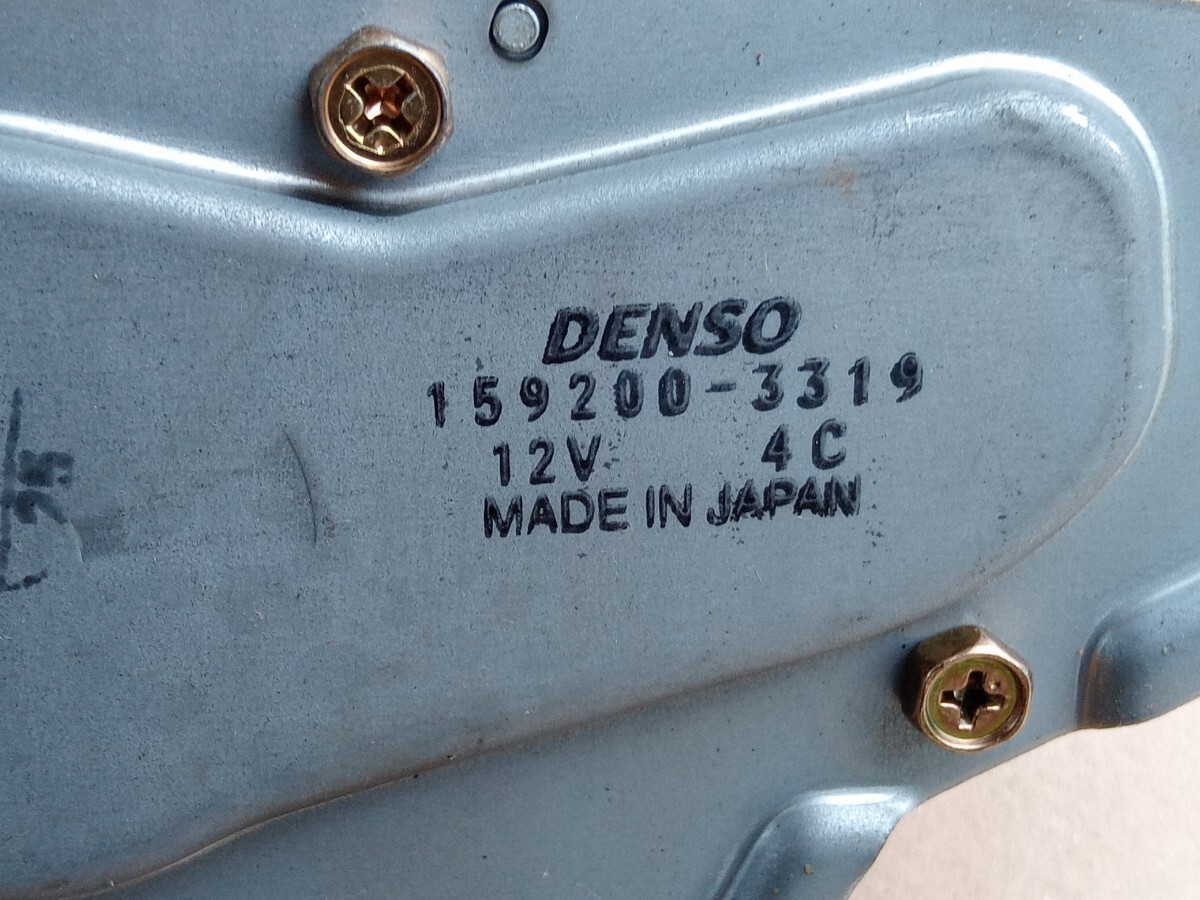 DENSO
159200-3319
12V 4C
MADE IN JAPAN